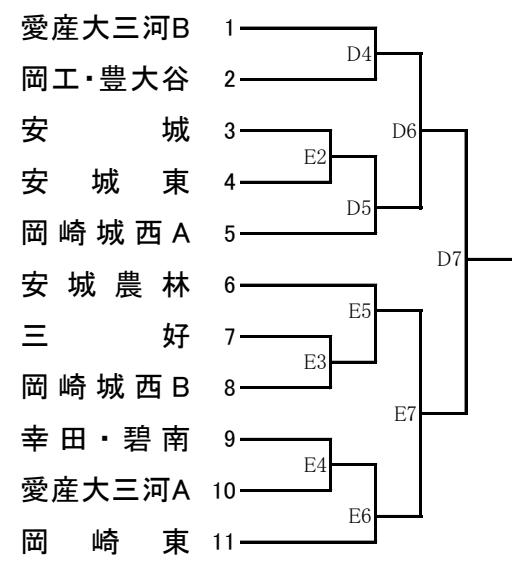 愛産大三河B 1
D4
岡工・豊大谷 2
安城 3
D6
E2
安城東 4
D5
岡崎城西A 5
D7
安城農林 6
E5
三好 7
E3
岡崎城西B 8
E7
幸田・碧南 9
E4
愛産大三河A 10
E6
岡崎東 11